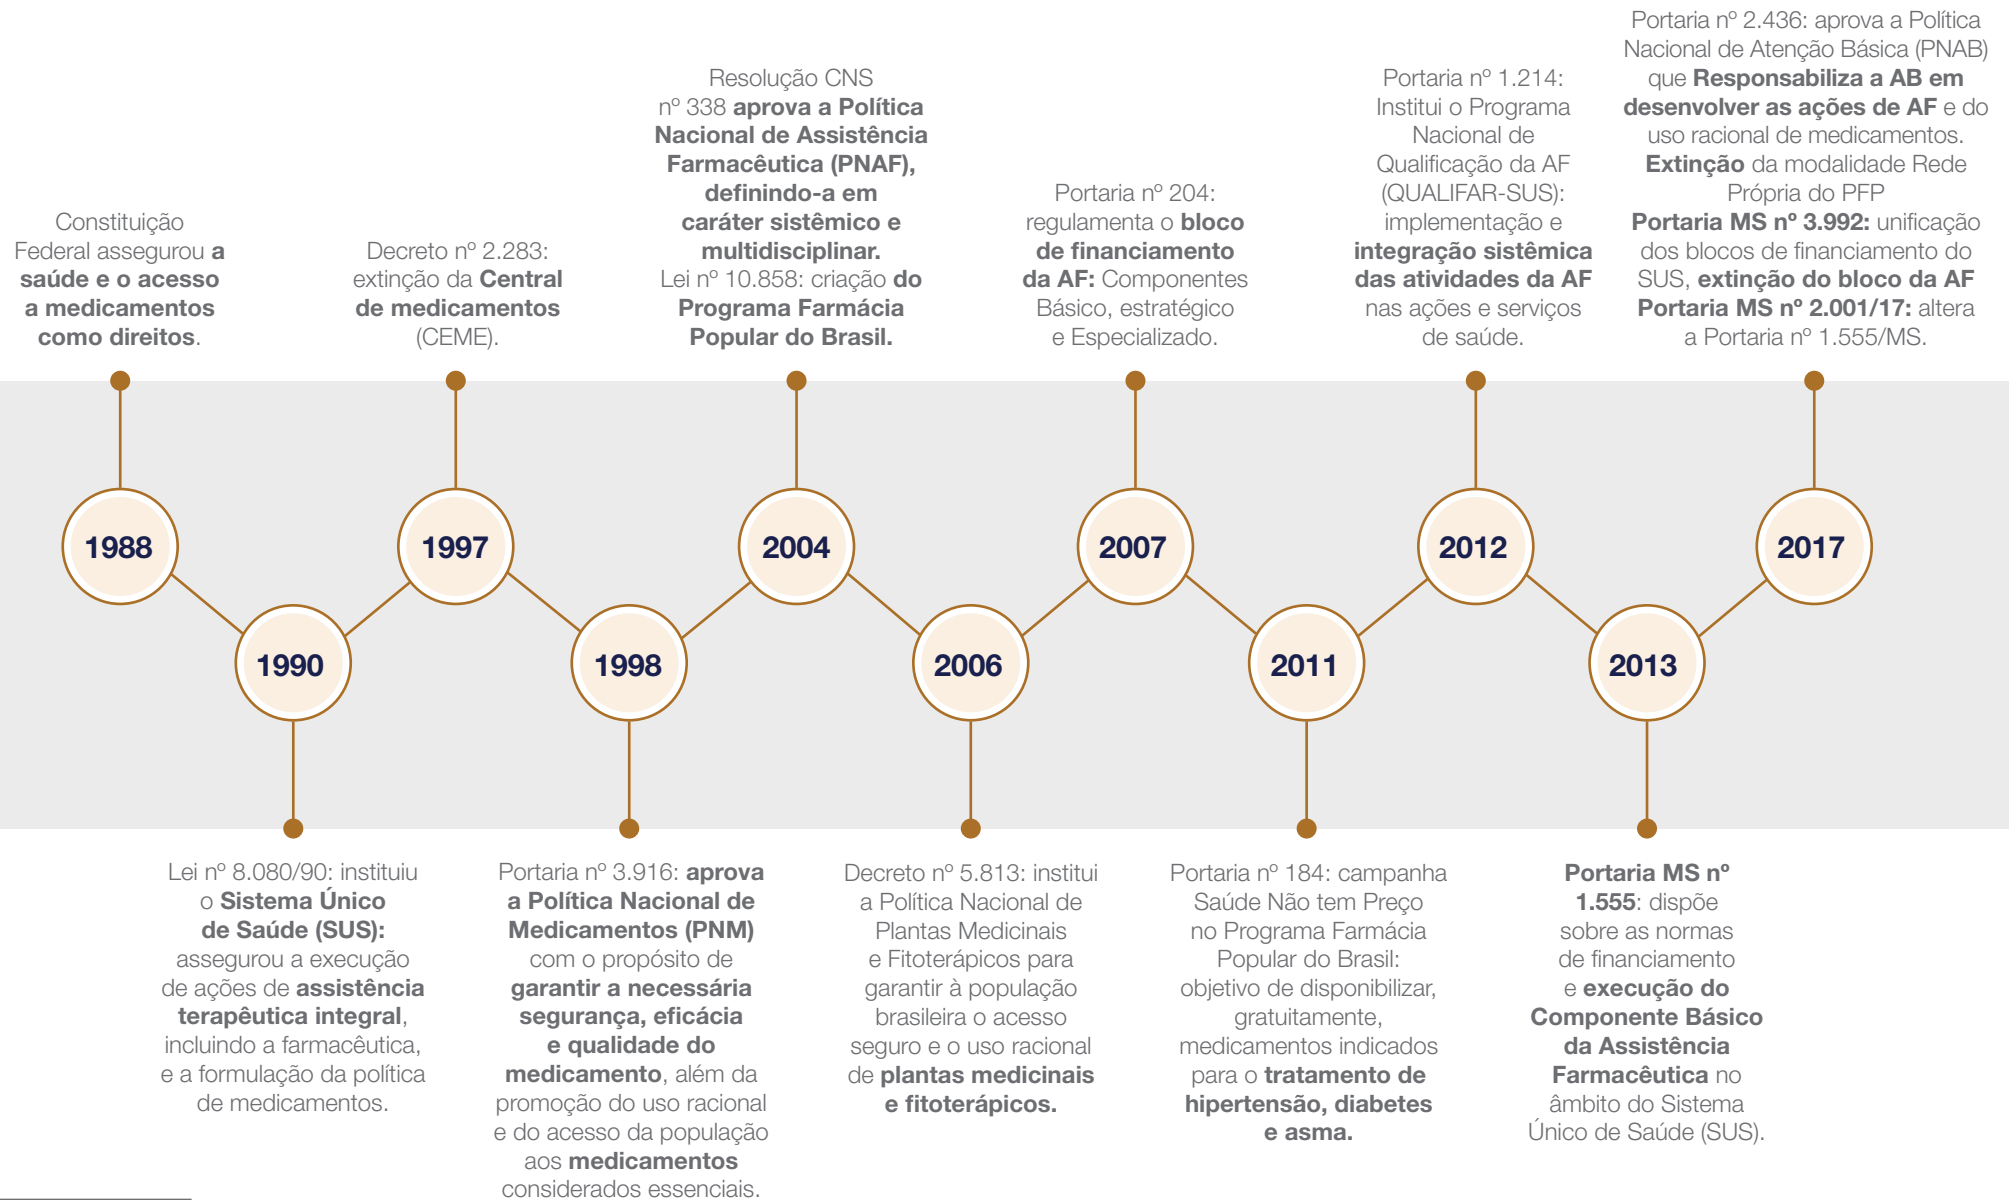 Constituição
Federal assegurou a
saúde e o acesso
a medicamentos
como direitos.
1988
Lei nº 8.080/90: instituiu
o Sistema Único
de Saúde (SUS):
assegurou a execução
de ações de assistência
terapêutica integral,
incluindo a farmacêutica,
e a formulação da política
de medicamentos.
1990
Decreto nº 2.283:
extinção da Central
de medicamentos
(CEME).
1997
Portaria nº 3.916: aprova
a Política Nacional de
Medicamentos (PNM)
com o propósito de
garantir a necessária
segurança, eficácia
e qualidade do
medicamento, além da
promoção do uso racional
e do acesso da população
aos medicamentos
considerados essenciais.
1998
Resolução CNS
nº 338 aprova a Política
Nacional de Assistência
Farmacêutica (PNAF),
definindo-a em
caráter sistêmico e
multidisciplinar.
Lei nº 10.858: criação do
Programa Farmácia
Popular do Brasil.
2004
Decreto nº 5.813: institui
a Política Nacional de
Plantas Medicinais
e Fitoterápicos para
garantir à população
brasileira o acesso
seguro e o uso racional
de plantas medicinais
e fitoterápicos.
2006
Portaria nº 204:
regulamenta o bloco
de financiamento
da AF: Componentes
Básico, estratégico
e Especializado.
2007
Portaria nº 184: campanha
Saúde Não tem Preço
no Programa Farmácia
Popular do Brasil:
objetivo de disponibilizar,
gratuitamente,
medicamentos indicados
para o tratamento de
hipertensão, diabetes
e asma.
2011
Portaria nº 1.214:
Institui o Programa
Nacional de
Qualificação da AF
(QUALIFAR-SUS):
implementação e
integração sistêmica
das atividades da AF
nas ações e serviços
de saúde.
2012
Portaria MS nº
1.555: dispõe
sobre as normas
de financiamento
e execução do
Componente Básico
da Assistência
Farmacêutica no
âmbito do Sistema
Único de Saúde (SUS).
2013
Portaria nº 2.436: aprova a Política
Nacional de Atenção Básica (PNAB)
que Responsabiliza a AB em
desenvolver as ações de AF e do
uso racional de medicamentos.
Extinção da modalidade Rede
Própria do PFP
Portaria MS nº 3.992: unificação
dos blocos de financiamento do
SUS, extinção do bloco da AF
Portaria MS nº 2.001/17: altera
a Portaria nº 1.555/MS.
2017